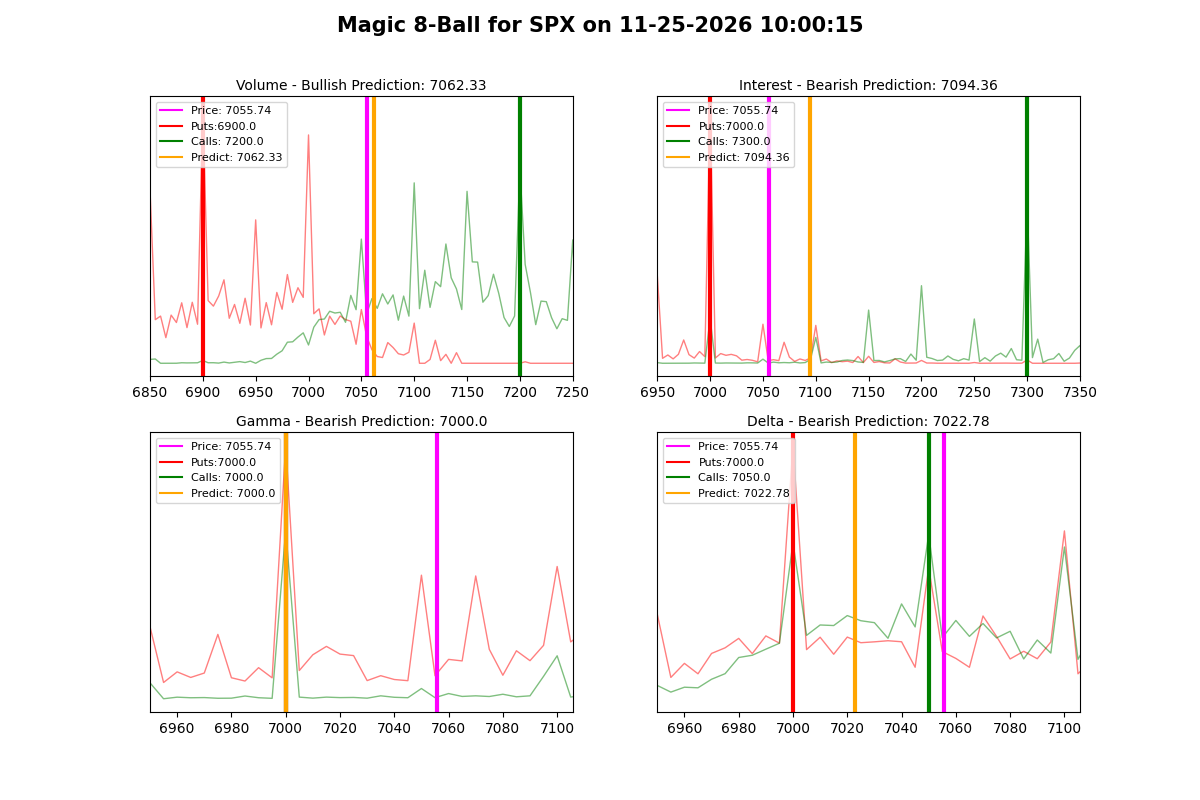 Magic 8-Ball for SPX on 11-25-2026 10:00:15
Volume - Bullish Prediction: 7062.33
Price: 7055.74
Puts:6900.0
Calls: 7200.0
Predict: 7062.33
6850 6900 6950 7000 7050 7100 7150 7200 7250
Interest - Bearish Prediction: 7094.36
Price: 7055.74
Puts:7000.0
Calls: 7300.0
Predict: 7094.36
6950 7000 7050 7100 7150 7200 7250 7300 7350
Gamma - Bearish Prediction: 7000.0
Price: 7055.74
Puts:7000.0
Calls: 7000.0
Predict: 7000.0
6960 6980 7000 7020 7040 7060 7080 7100
Delta - Bearish Prediction: 7022.78
Price: 7055.74
Puts:7000.0
Calls: 7050.0
Predict: 7022.78
6960 6980 7000 7020 7040 7060 7080 7100